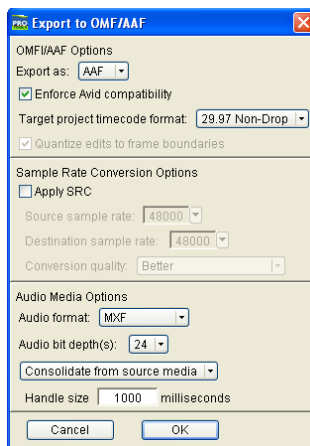 PRO Export to OMF/AAF
OMFI/AAF Options
Export as: AAF
Enforce Avid compatibility
Target project timecode format: 29.97 Non-Drop
Quantize edits to frame boundaries
Sample Rate Conversion Options
Apply SRC
Source sample rate: 48000
Destination sample rate: 48000
Conversion quality: Better
Audio Media Options
Audio format: MXF
Audio bit depth(s): 24
Consolidate from source media
Handle size 1000 milliseconds
Cancel OK